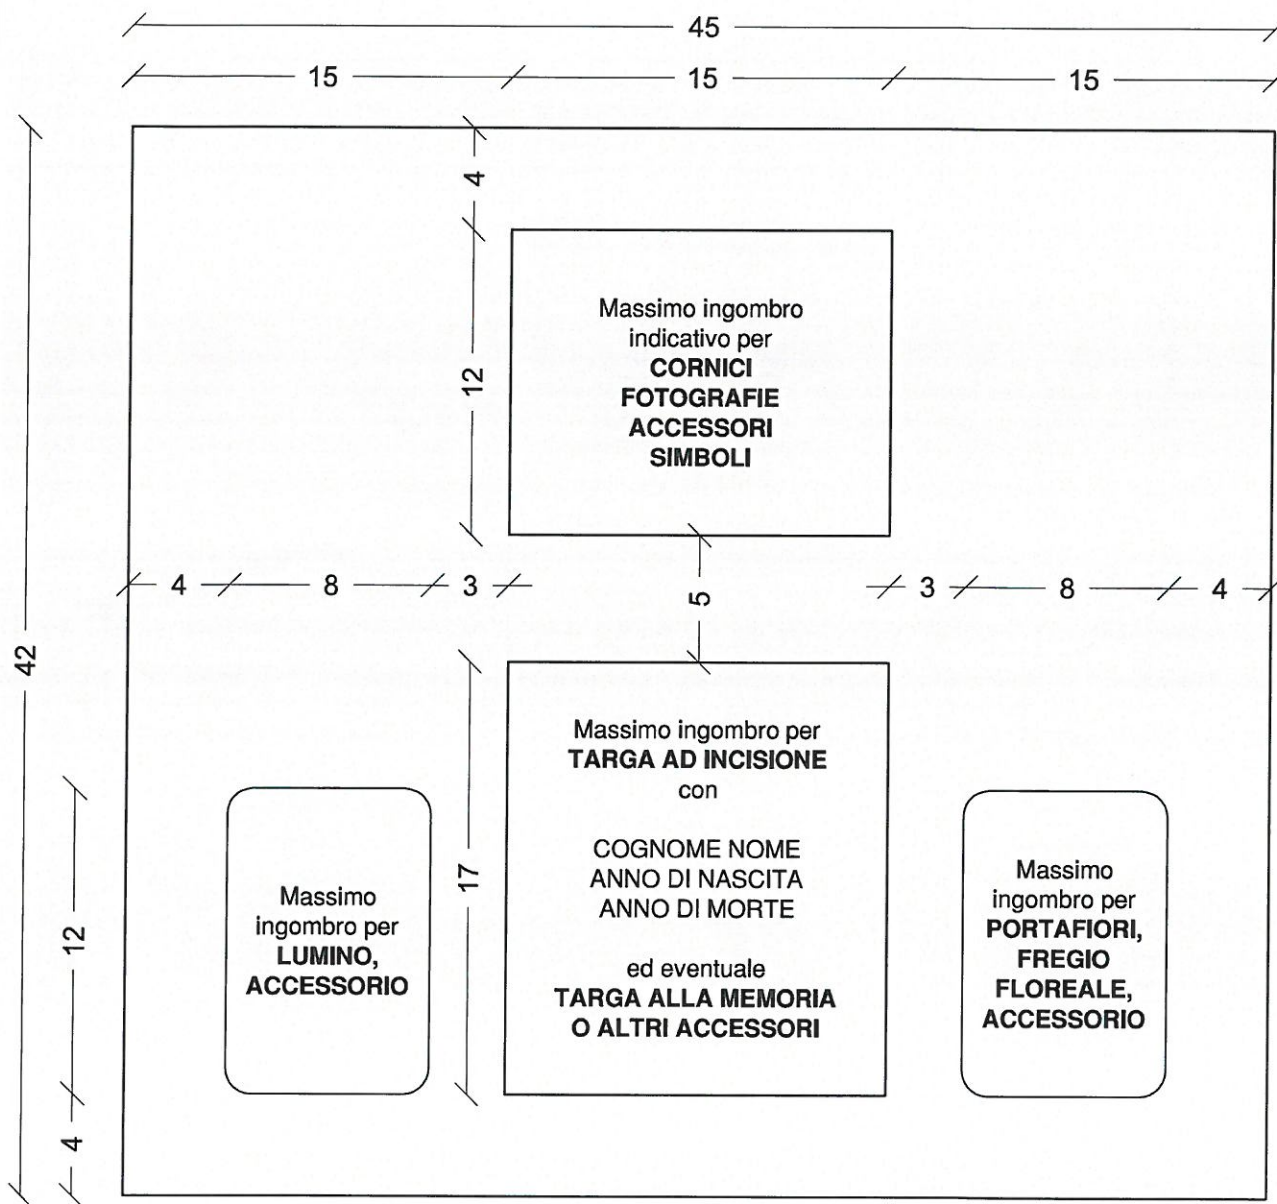 45
15
15
15
4
12
Massimo ingombro
indicativo per
CORNICI
FOTOGRAFIE
ACCESSORI
SIMBOLI
4
8
3
5
3
8
4
42
17
Massimo ingombro per
TARGA AD INCISIONE
con
COGNOME NOME
ANNO DI NASCITA
ANNO DI MORTE
ed eventuale
TARGA ALLA MEMORIA
O ALTRI ACCESSORI
12
Massimo
ingombro per
LUMINO,
ACCESSORIO
Massimo
ingombro per
PORTAFIORI,
FREGIO
FLOREALE,
ACCESSORIO
4